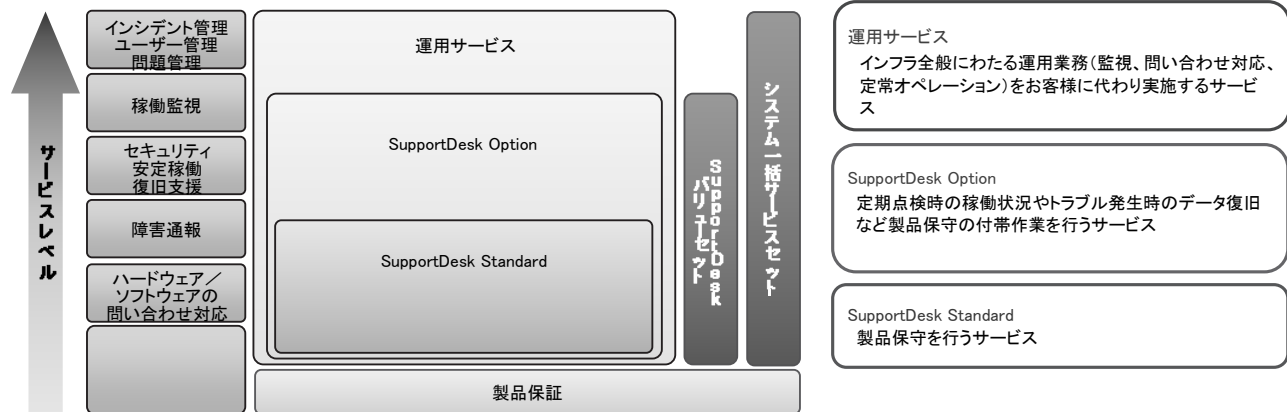 サービスレベル
インシデント管理
ユーザー管理
問題管理
稼働監視
セキュリティ
安定稼働
復旧支援
障害通報
ハードウェア／
ソフトウェアの
問い合わせ対応
運用サービス
SupportDesk Option
SupportDesk Standard
SupportDesk
バリューセット
システム一括サービスセット
製品保証
運用サービス
インフラ全般にわたる運用業務（監視、問い合わせ対応、
定常オペレーション）をお客様に代わり実施するサービ
ス
SupportDesk Option
定期点検時の稼働状況やトラブル発生時のデータ復旧
など製品保守の付帯作業を行うサービス
SupportDesk Standard
製品保守を行うサービス